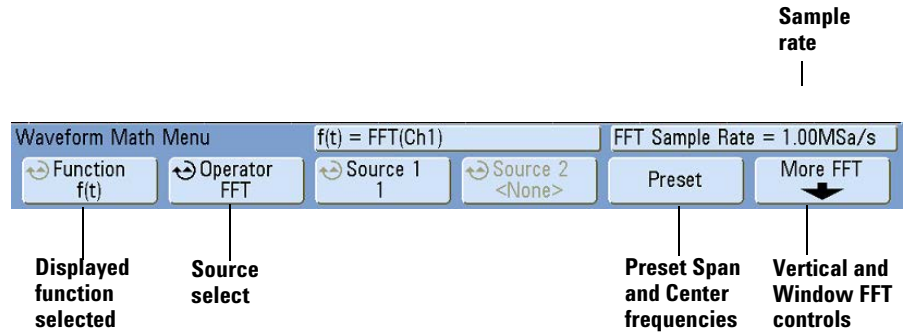 Sample
rate
Waveform Math Menu
f(t) = FFT(Ch1)
FFT Sample Rate = 1.00MSa/s
Function
f(t)
Operator
FFT
Source 1
1
Source 2
<None>
Preset
More FFT
Displayed
function
selected
Source
select
Preset Span
and Center
frequencies
Vertical and
Window FFT
controls